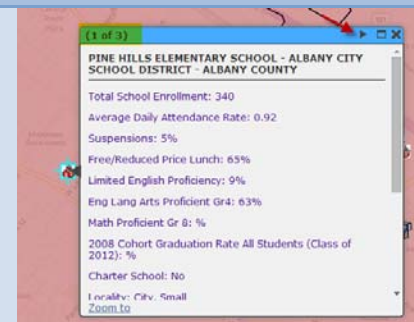 (1 of 3)
PINE HILLS ELEMENTARY SCHOOL - ALBANY CITY
SCHOOL DISTRICT - ALBANY COUNTY
Total School Enrollment: 340
Average Daily Attendance Rate: 0.92
Suspensions: 5%
Free/Reduced Price Lunch: 65%
Limited English Proficiency: 9%
Eng Lang Arts Proficient Gr4: 63%
Math Proficient Gr 8: %
2008 Cohort Graduation Rate All Students (Class of
2012): %
Charter School: No
Locality: City, Small
Zoom to